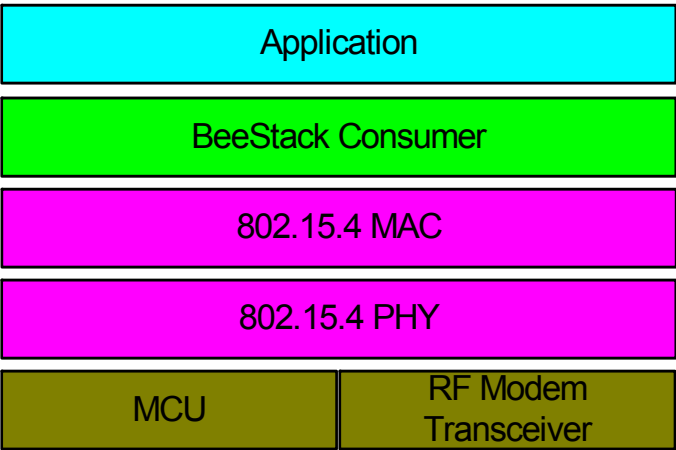 Application
BeeStack Consumer
802.15.4 MAC
802.15.4 PHY
MCU
RF Modem
Transceiver